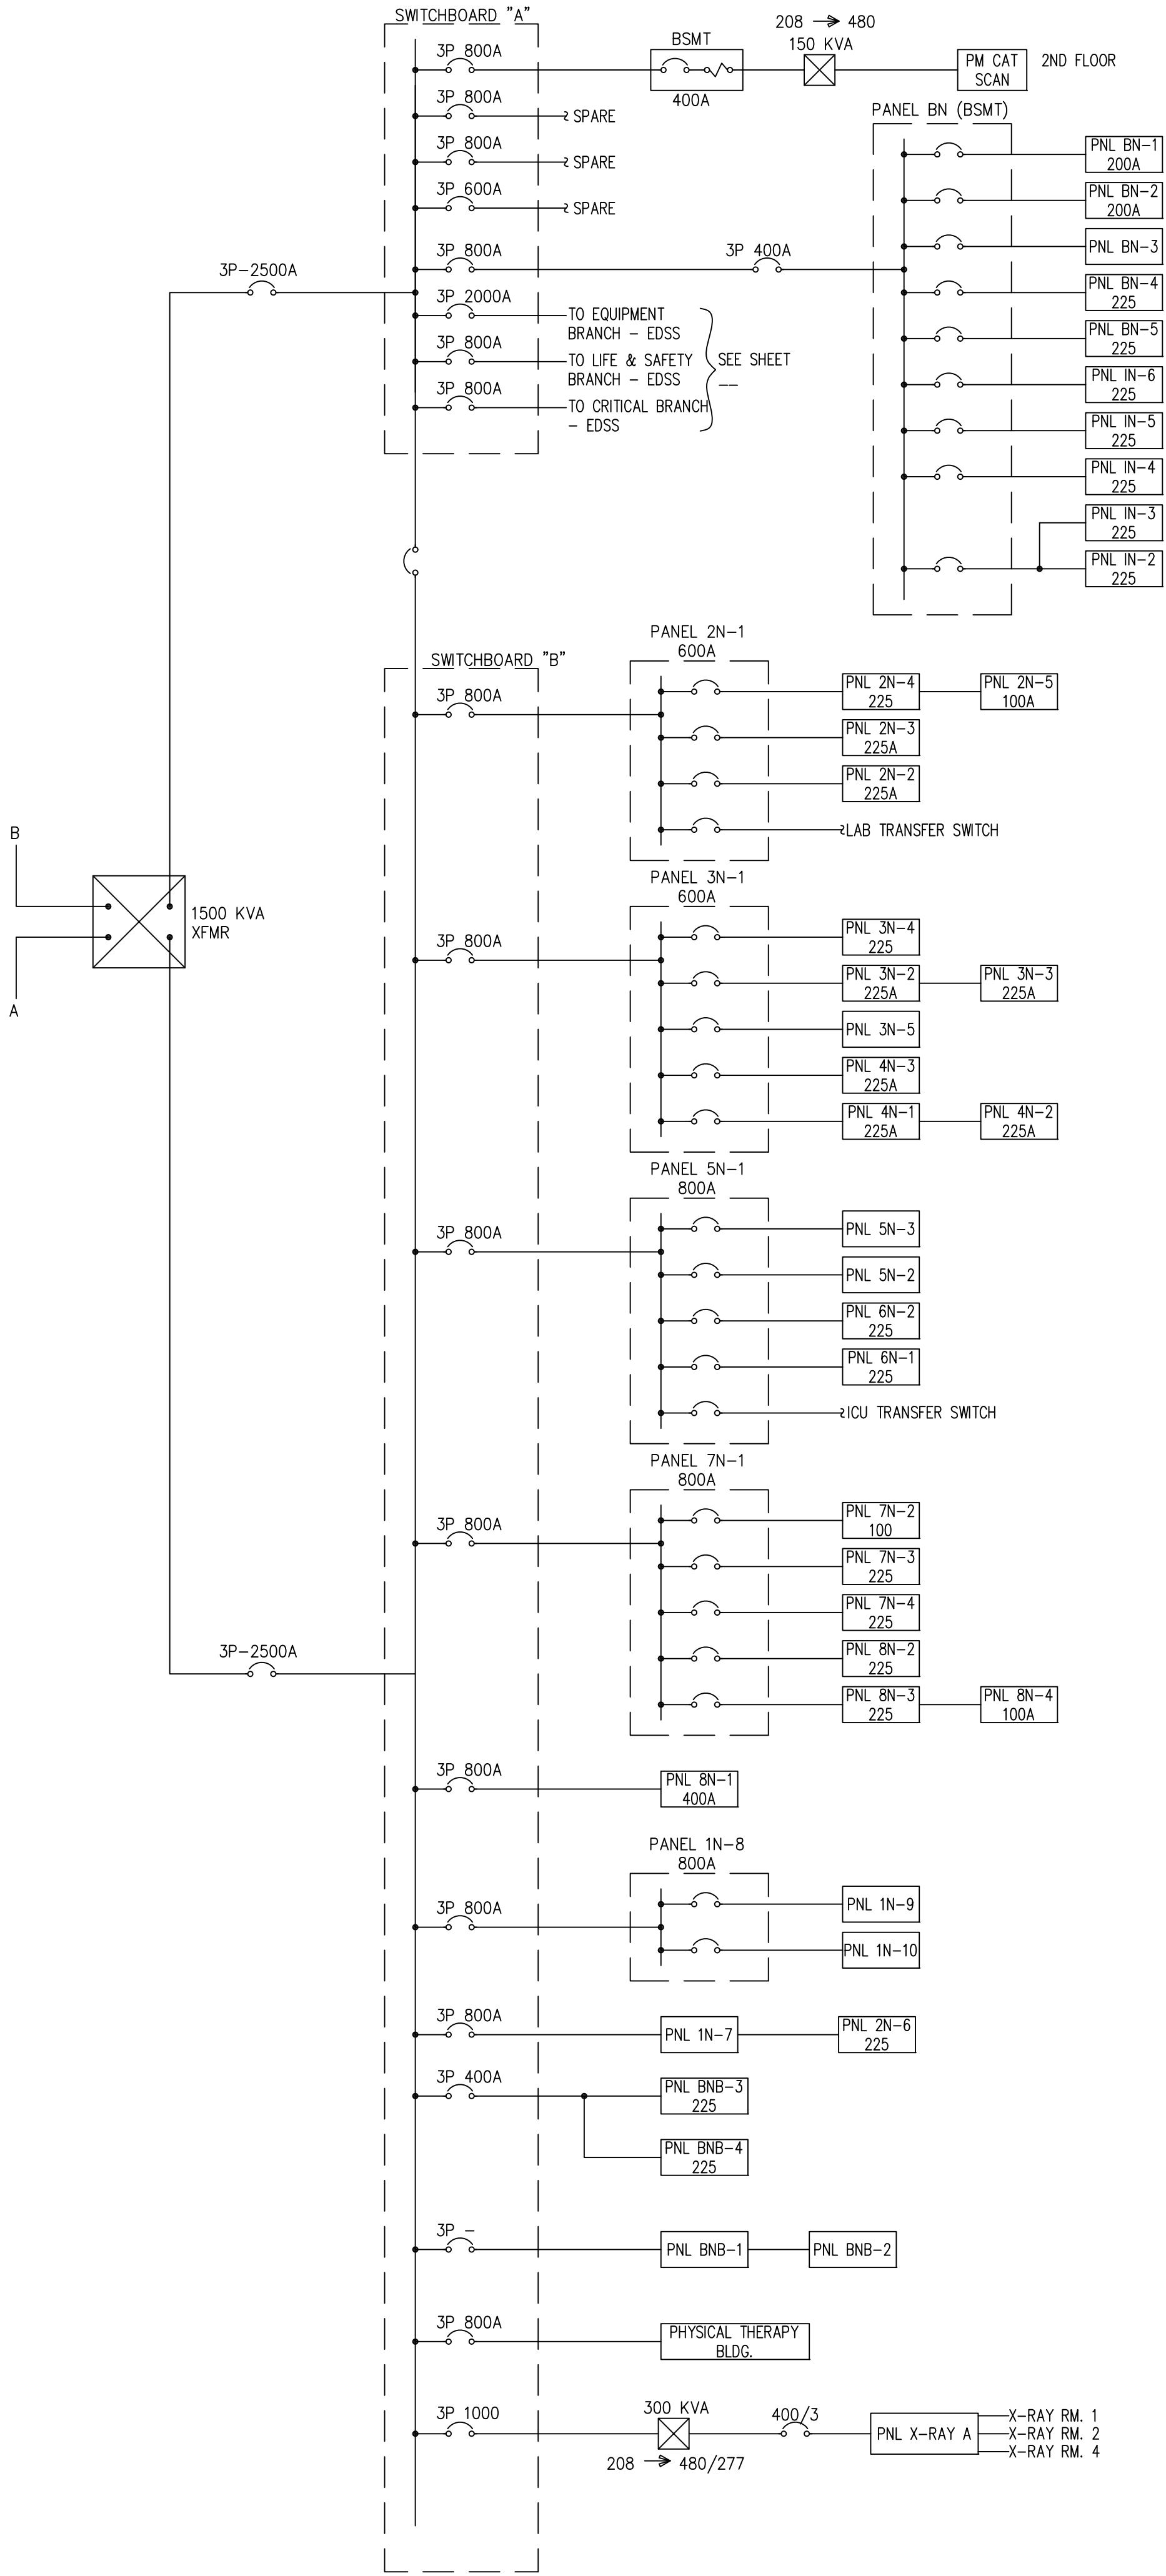 SWITCHBOARD "A"
3P 800A
BSMT
400A
208 → 480
150 KVA
PM CAT
SCAN
2ND FLOOR
3P 800A
SPARE
3P 800A
SPARE
3P 600A
SPARE
PANEL BN (BSMT)
PNL BN-1
200A
PNL BN-2
200A
PNL BN-3
PNL BN-4
225
PNL BN-5
225
PNL IN-6
225
PNL IN-5
225
PNL IN-4
225
PNL IN-3
225
PNL IN-2
225
3P 800A
3P 400A
3P-2500A
3P 2000A
TO EQUIPMENT
BRANCH - EDSS
3P 800A
TO LIFE & SAFETY
BRANCH - EDSS
3P 800A
TO CRITICAL BRANCH
- EDSS
SEE SHEET
--
SWITCHBOARD "B"
3P 800A
PANEL 2N-1
600A
PNL 2N-4
225
PNL 2N-5
100A
PNL 2N-3
225A
PNL 2N-2
225A
LAB TRANSFER SWITCH
B
A
1500 KVA
XFMR
3P 800A
PANEL 3N-1
600A
PNL 3N-4
225
PNL 3N-2
225A
PNL 3N-3
225A
PNL 3N-5
PNL 4N-3
225A
PNL 4N-1
225A
PNL 4N-2
225A
3P 800A
PANEL 5N-1
800A
PNL 5N-3
PNL 5N-2
PNL 6N-2
225
PNL 6N-1
225
ICU TRANSFER SWITCH
3P 800A
PANEL 7N-1
800A
PNL 7N-2
100
PNL 7N-3
225
PNL 7N-4
225
PNL 8N-2
225
PNL 8N-3
225
PNL 8N-4
100A
3P-2500A
3P 800A
PNL 8N-1
400A
3P 800A
PANEL 1N-8
800A
PNL 1N-9
PNL 1N-10
3P 800A
PNL 1N-7
PNL 2N-6
225
3P 400A
PNL BNB-3
225
PNL BNB-4
225
3P -
PNL BNB-1
PNL BNB-2
3P 800A
PHYSICAL THERAPY
BLDG.
3P 1000
300 KVA
208 → 480/277
400/3
PNL X-RAY A
X-RAY RM. 1
X-RAY RM. 2
X-RAY RM. 4